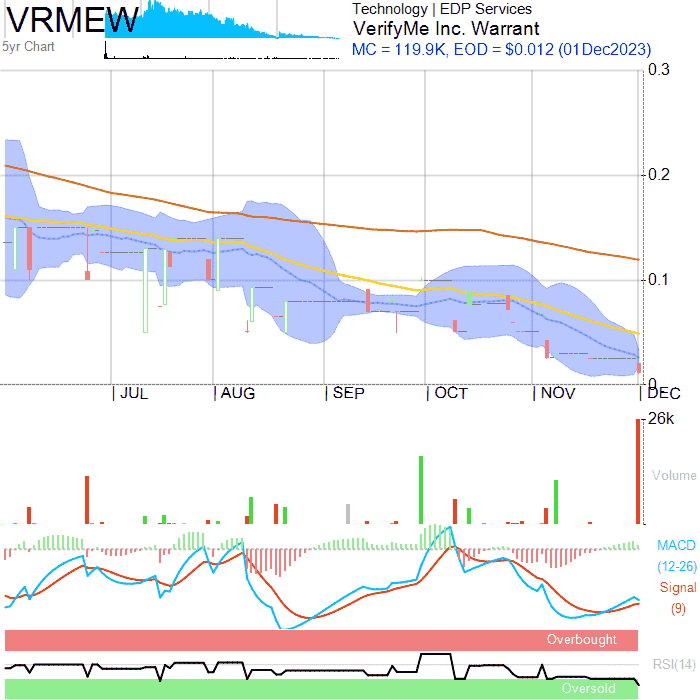 VRMEW
5yr Chart
Technology | EDP Services
VerifyMe Inc. Warrant
MC = 119.9K, EOD = $0.012 (01Dec2023)
0.3
0.2
0.1
0
JUL
AUG
SEP
OCT
NOV
DEC
26k
Volume
MACD
(12-26)
Signal
(9)
Overbought
RSI(14)
Oversold